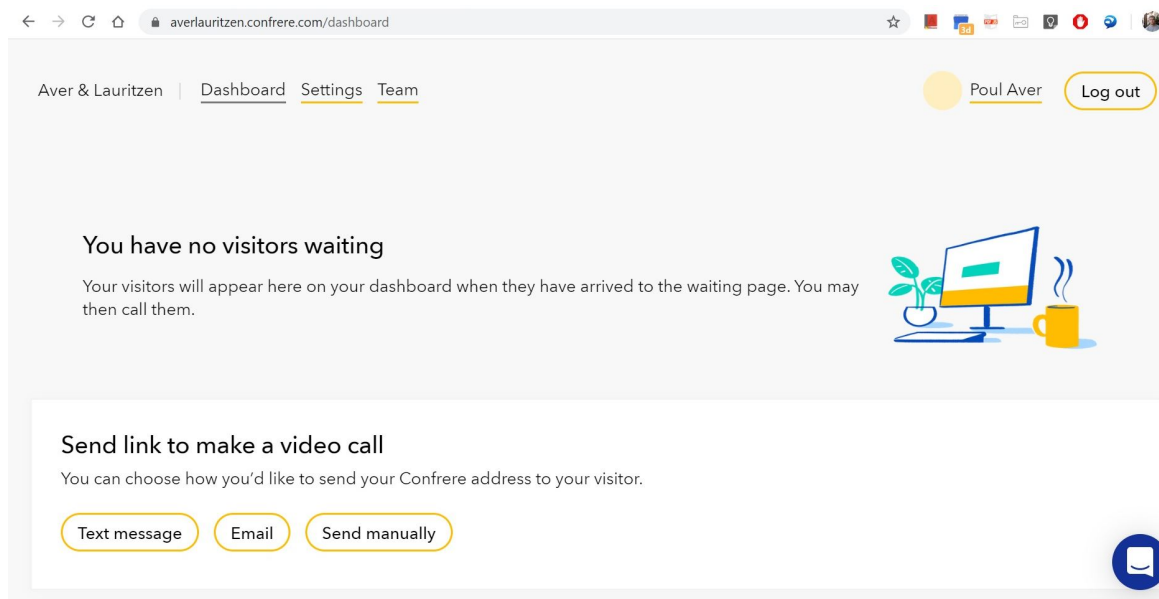 averlauritzen.confrere.com/dashboard
3d
Aver & Lauritzen | Dashboard Settings Team Poul Aver Log out
You have no visitors waiting
Your visitors will appear here on your dashboard when they have arrived to the waiting page. You may
then call them.
Send link to make a video call
You can choose how you'd like to send your Confrere address to your visitor.
Text message Email Send manually